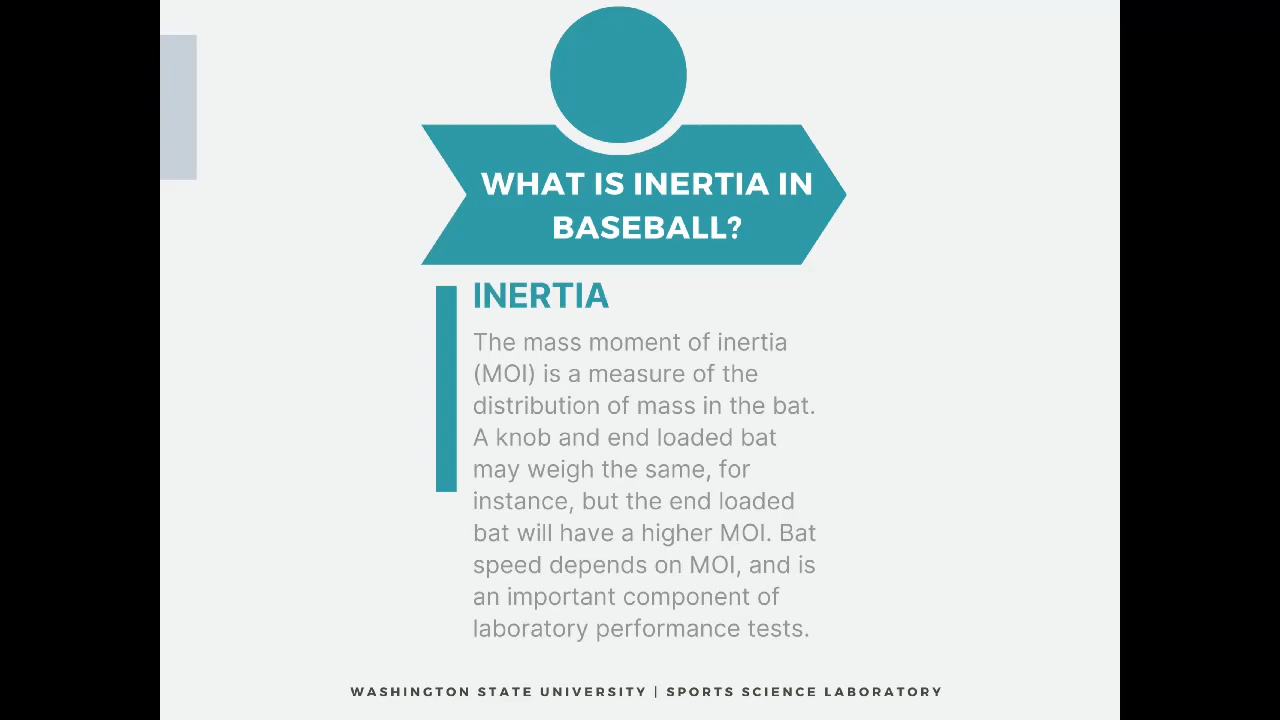 WHAT IS INERTIA IN
BASEBALL?
INERTIA
The mass moment of inertia
(MOI) is a measure of the
distribution of mass in the bat.
A knob and end loaded bat
may weigh the same, for
instance, but the end loaded
bat will have a higher MOI. Bat
speed depends on MOI, and is
an important component of
laboratory performance tests.
WASHINGTON STATE UNIVERSITY | SPORTS SCIENCE LABORATORY